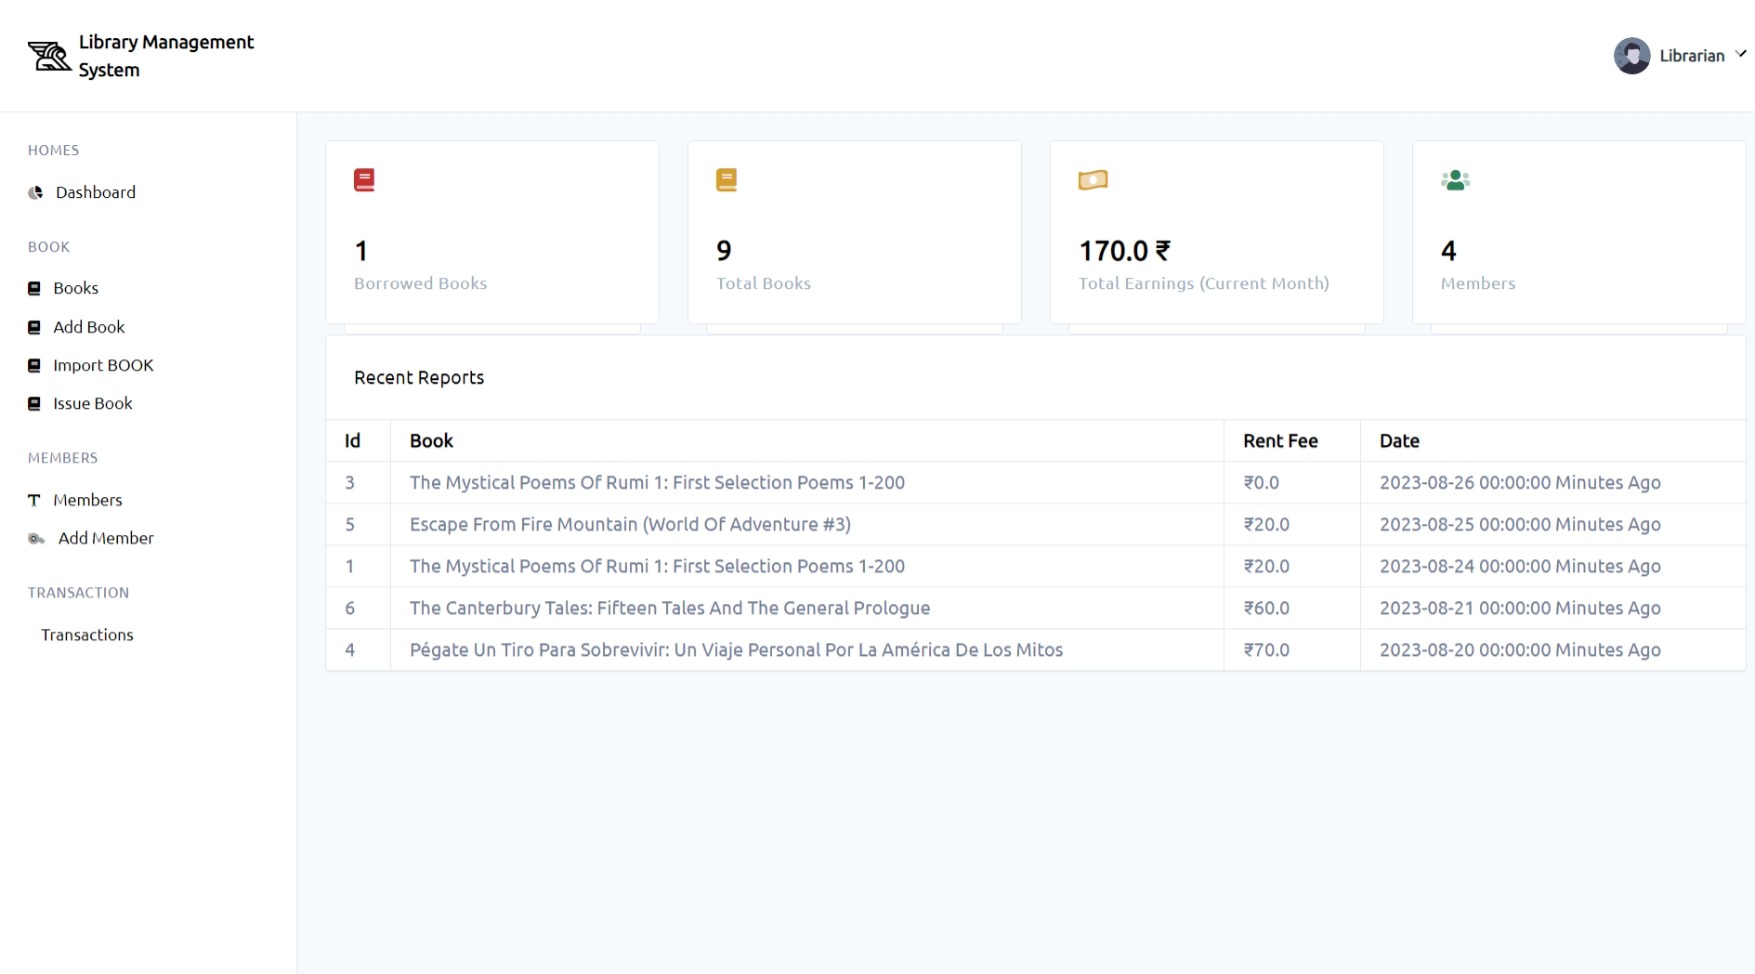 Library Management
System
Librarian
HOMES
Dashboard
BOOK
Books
Add Book
Import BOOK
Issue Book
MEMBERS
Members
Add Member
TRANSACTION
Transactions
1
Borrowed Books
9
Total Books
170.0 ₹
Total Earnings (Current Month)
4
Members
Recent Reports
Id Book Rent Fee Date
3 The Mystical Poems Of Rumi 1: First Selection Poems 1-200 ₹0.0 2023-08-26 00:00:00 Minutes Ago
5 Escape From Fire Mountain (World Of Adventure #3) ₹20.0 2023-08-25 00:00:00 Minutes Ago
1 The Mystical Poems Of Rumi 1: First Selection Poems 1-200 ₹20.0 2023-08-24 00:00:00 Minutes Ago
6 The Canterbury Tales: Fifteen Tales And The General Prologue ₹60.0 2023-08-21 00:00:00 Minutes Ago
4 Pégate Un Tiro Para Sobrevivir: Un Viaje Personal Por La América De Los Mitos ₹70.0 2023-08-20 00:00:00 Minutes Ago